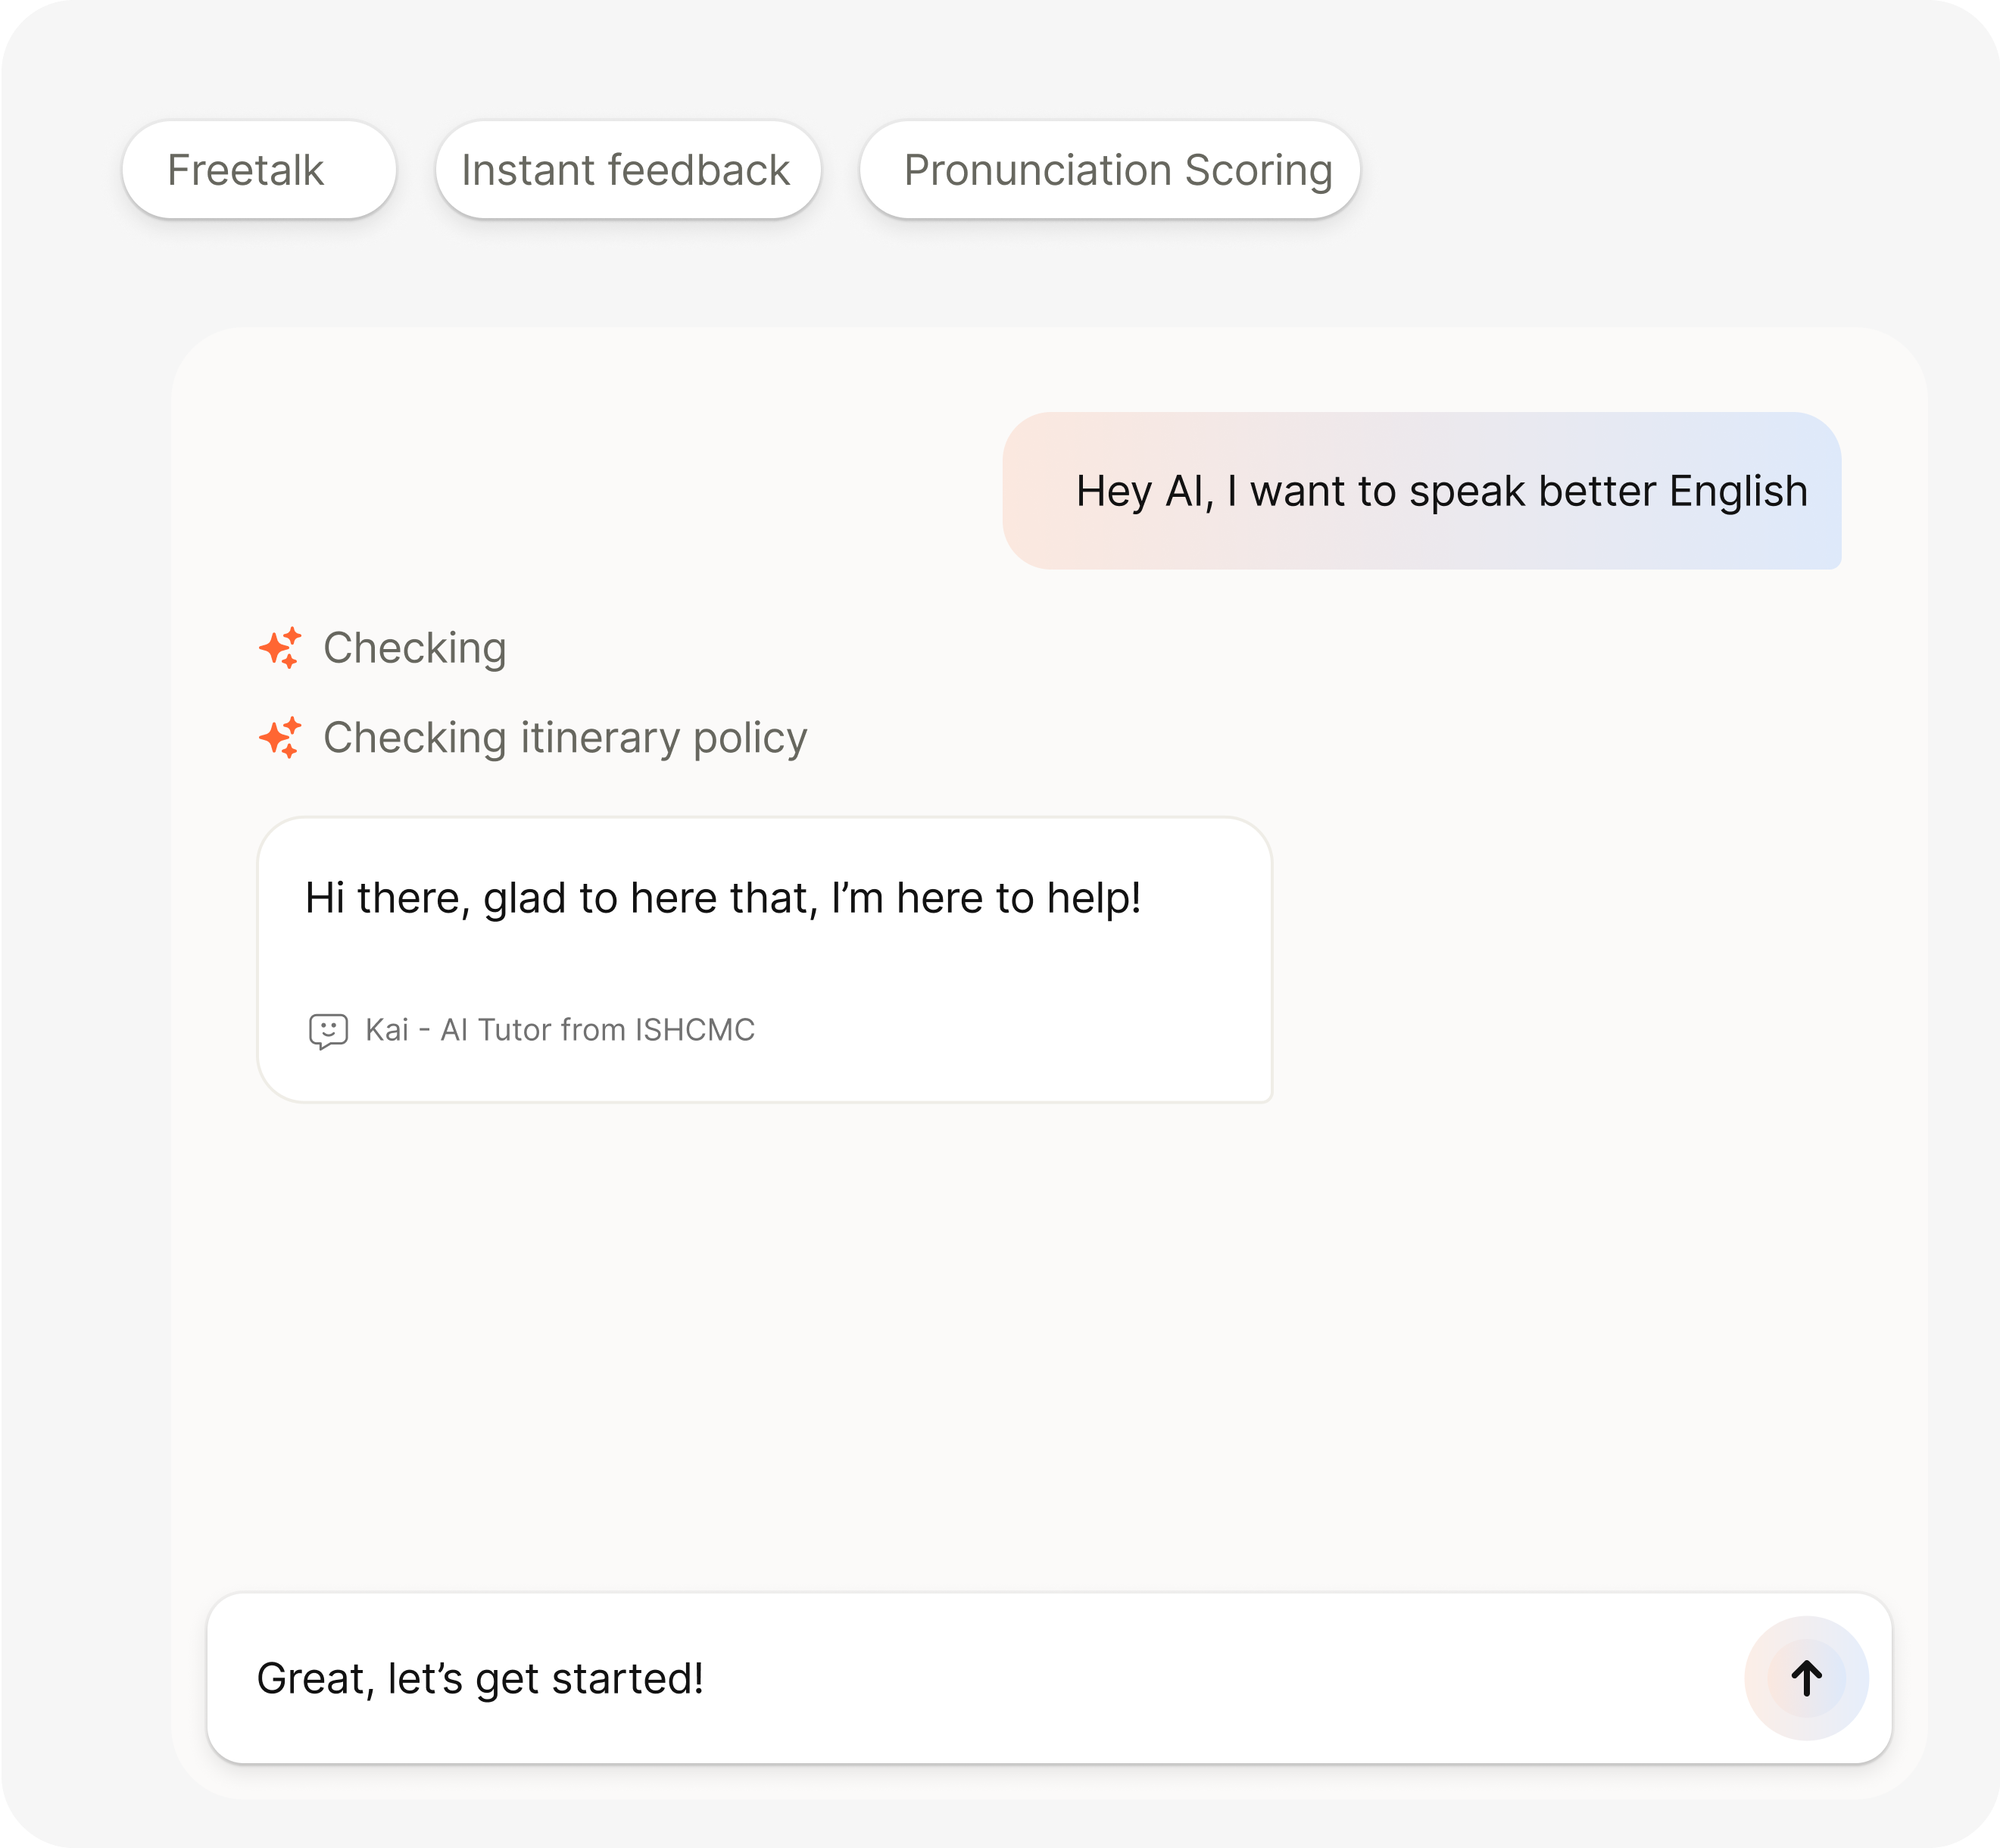 Freetalk
Instant feedback
Pronunciation Scoring
Hey AI, I want to speak better English
Checking
Checking itinerary policy
Hi there, glad to here that, I’m here to help!
Kai - AI Tutor from ISHCMC
Great, let’s get started!